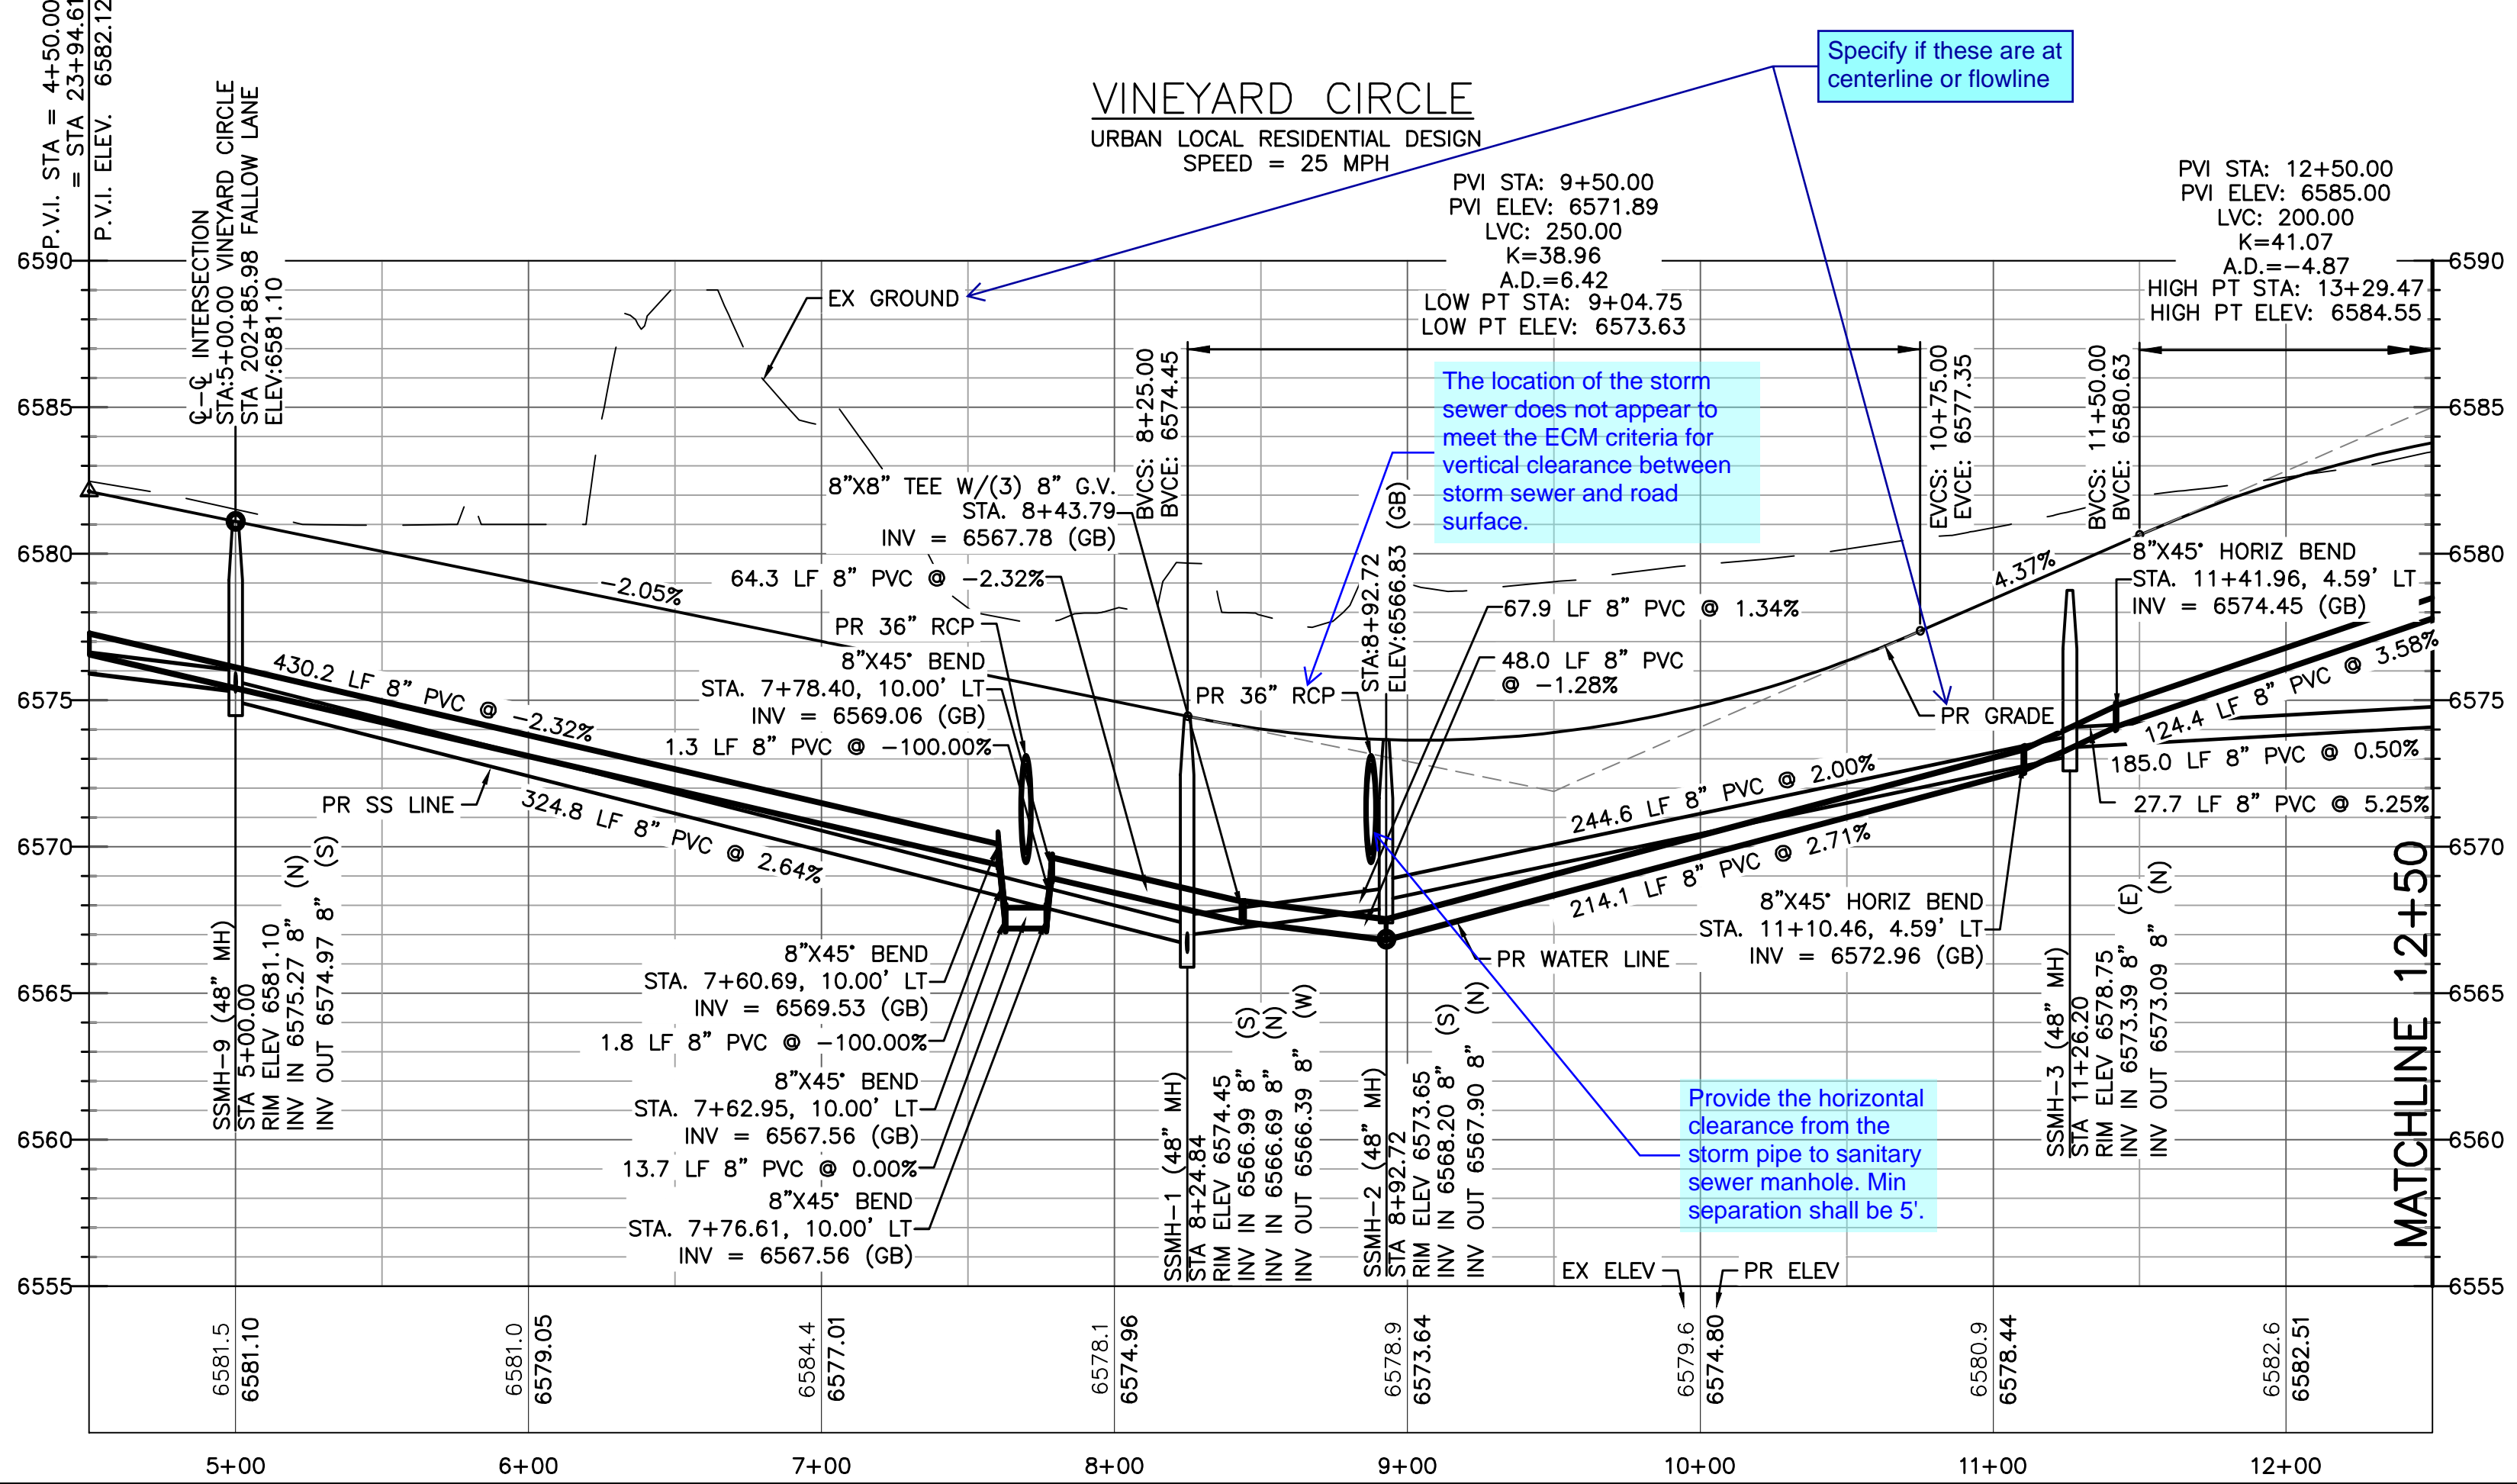 P.V.I. STA = 4+50.00
= STA 23+94.61
P.V.I. ELEV. 6582.12
℄-℄ INTERSECTION
STA:5+00.00 VINEYARD CIRCLE
STA 202+85.98 FALLOW LANE
ELEV:6581.10
VINEYARD CIRCLE
URBAN LOCAL RESIDENTIAL DESIGN
SPEED = 25 MPH
Specify if these are at
centerline or flowline
PVI STA: 9+50.00
PVI ELEV: 6571.89
LVC: 250.00
K=38.96
A.D.=6.42
LOW PT STA: 9+04.75
LOW PT ELEV: 6573.63
PVI STA: 12+50.00
PVI ELEV: 6585.00
LVC: 200.00
K=41.07
A.D.=-4.87
HIGH PT STA: 13+29.47
HIGH PT ELEV: 6584.55
6590
6585
6580
6575
6570
6565
6560
6555
6590
6585
6580
6575
6570
6565
6560
6555
EX GROUND
BVCS: 8+25.00
BVCE: 6574.45
The location of the storm
sewer does not appear to
meet the ECM criteria for
vertical clearance between
storm sewer and road
surface.
EVCS: 10+75.00
EVCE: 6577.35
BVCS: 11+50.00
BVCE: 6580.63
8"X8" TEE W/(3) 8" G.V.
STA. 8+43.79
INV = 6567.78 (GB)
STA:8+92.72
ELEV:6566.83 (GB)
64.3 LF 8" PVC @ -2.32%
-2.05%
4.37%
8"X45° HORIZ BEND
STA. 11+41.96, 4.59' LT
INV = 6574.45 (GB)
67.9 LF 8" PVC @ 1.34%
PR 36" RCP
8"X45° BEND
STA. 7+78.40, 10.00' LT
INV = 6569.06 (GB)
48.0 LF 8" PVC
@ -1.28%
430.2 LF 8" PVC @ -2.32%
PR 36" RCP
PR GRADE
1.3 LF 8" PVC @ -100.00%
124.4 LF 8" PVC @ 3.58%
185.0 LF 8" PVC @ 0.50%
27.7 LF 8" PVC @ 5.25%
PR SS LINE
324.8 LF 8" PVC @ 2.64%
244.6 LF 8" PVC @ 2.00%
214.1 LF 8" PVC @ 2.71%
8"X45° HORIZ BEND
STA. 11+10.46, 4.59' LT
INV = 6572.96 (GB)
PR WATER LINE
8"X45° BEND
STA. 7+60.69, 10.00' LT
INV = 6569.53 (GB)
1.8 LF 8" PVC @ -100.00%
8"X45° BEND
STA. 7+62.95, 10.00' LT
INV = 6567.56 (GB)
13.7 LF 8" PVC @ 0.00%
8"X45° BEND
STA. 7+76.61, 10.00' LT
INV = 6567.56 (GB)
SSMH-9 (48" MH)
STA 5+00.00
RIM ELEV 6581.10
INV IN 6575.27 8" (N)
INV OUT 6574.97 8" (S)
SSMH-1 (48" MH)
STA 8+24.84
RIM ELEV 6574.45
INV IN 6566.99 8" (S)
INV IN 6566.69 8" (N)
INV OUT 6566.39 8" (W)
SSMH-2 (48" MH)
STA 8+92.72
RIM ELEV 6573.65
INV IN 6568.20 8" (S)
INV OUT 6567.90 8" (N)
SSMH-3 (48" MH)
STA 11+26.20
RIM ELEV 6578.75
INV IN 6573.39 8" (E)
INV OUT 6573.09 8" (N)
Provide the horizontal
clearance from the
storm pipe to sanitary
sewer manhole. Min
separation shall be 5'.
MATCHLINE 12+50
EX ELEV
PR ELEV
6581.5
6581.10
6581.0
6579.05
6584.4
6577.01
6578.1
6574.96
6578.9
6573.64
6579.6
6574.80
6580.9
6578.44
6582.6
6582.51
5+00
6+00
7+00
8+00
9+00
10+00
11+00
12+00